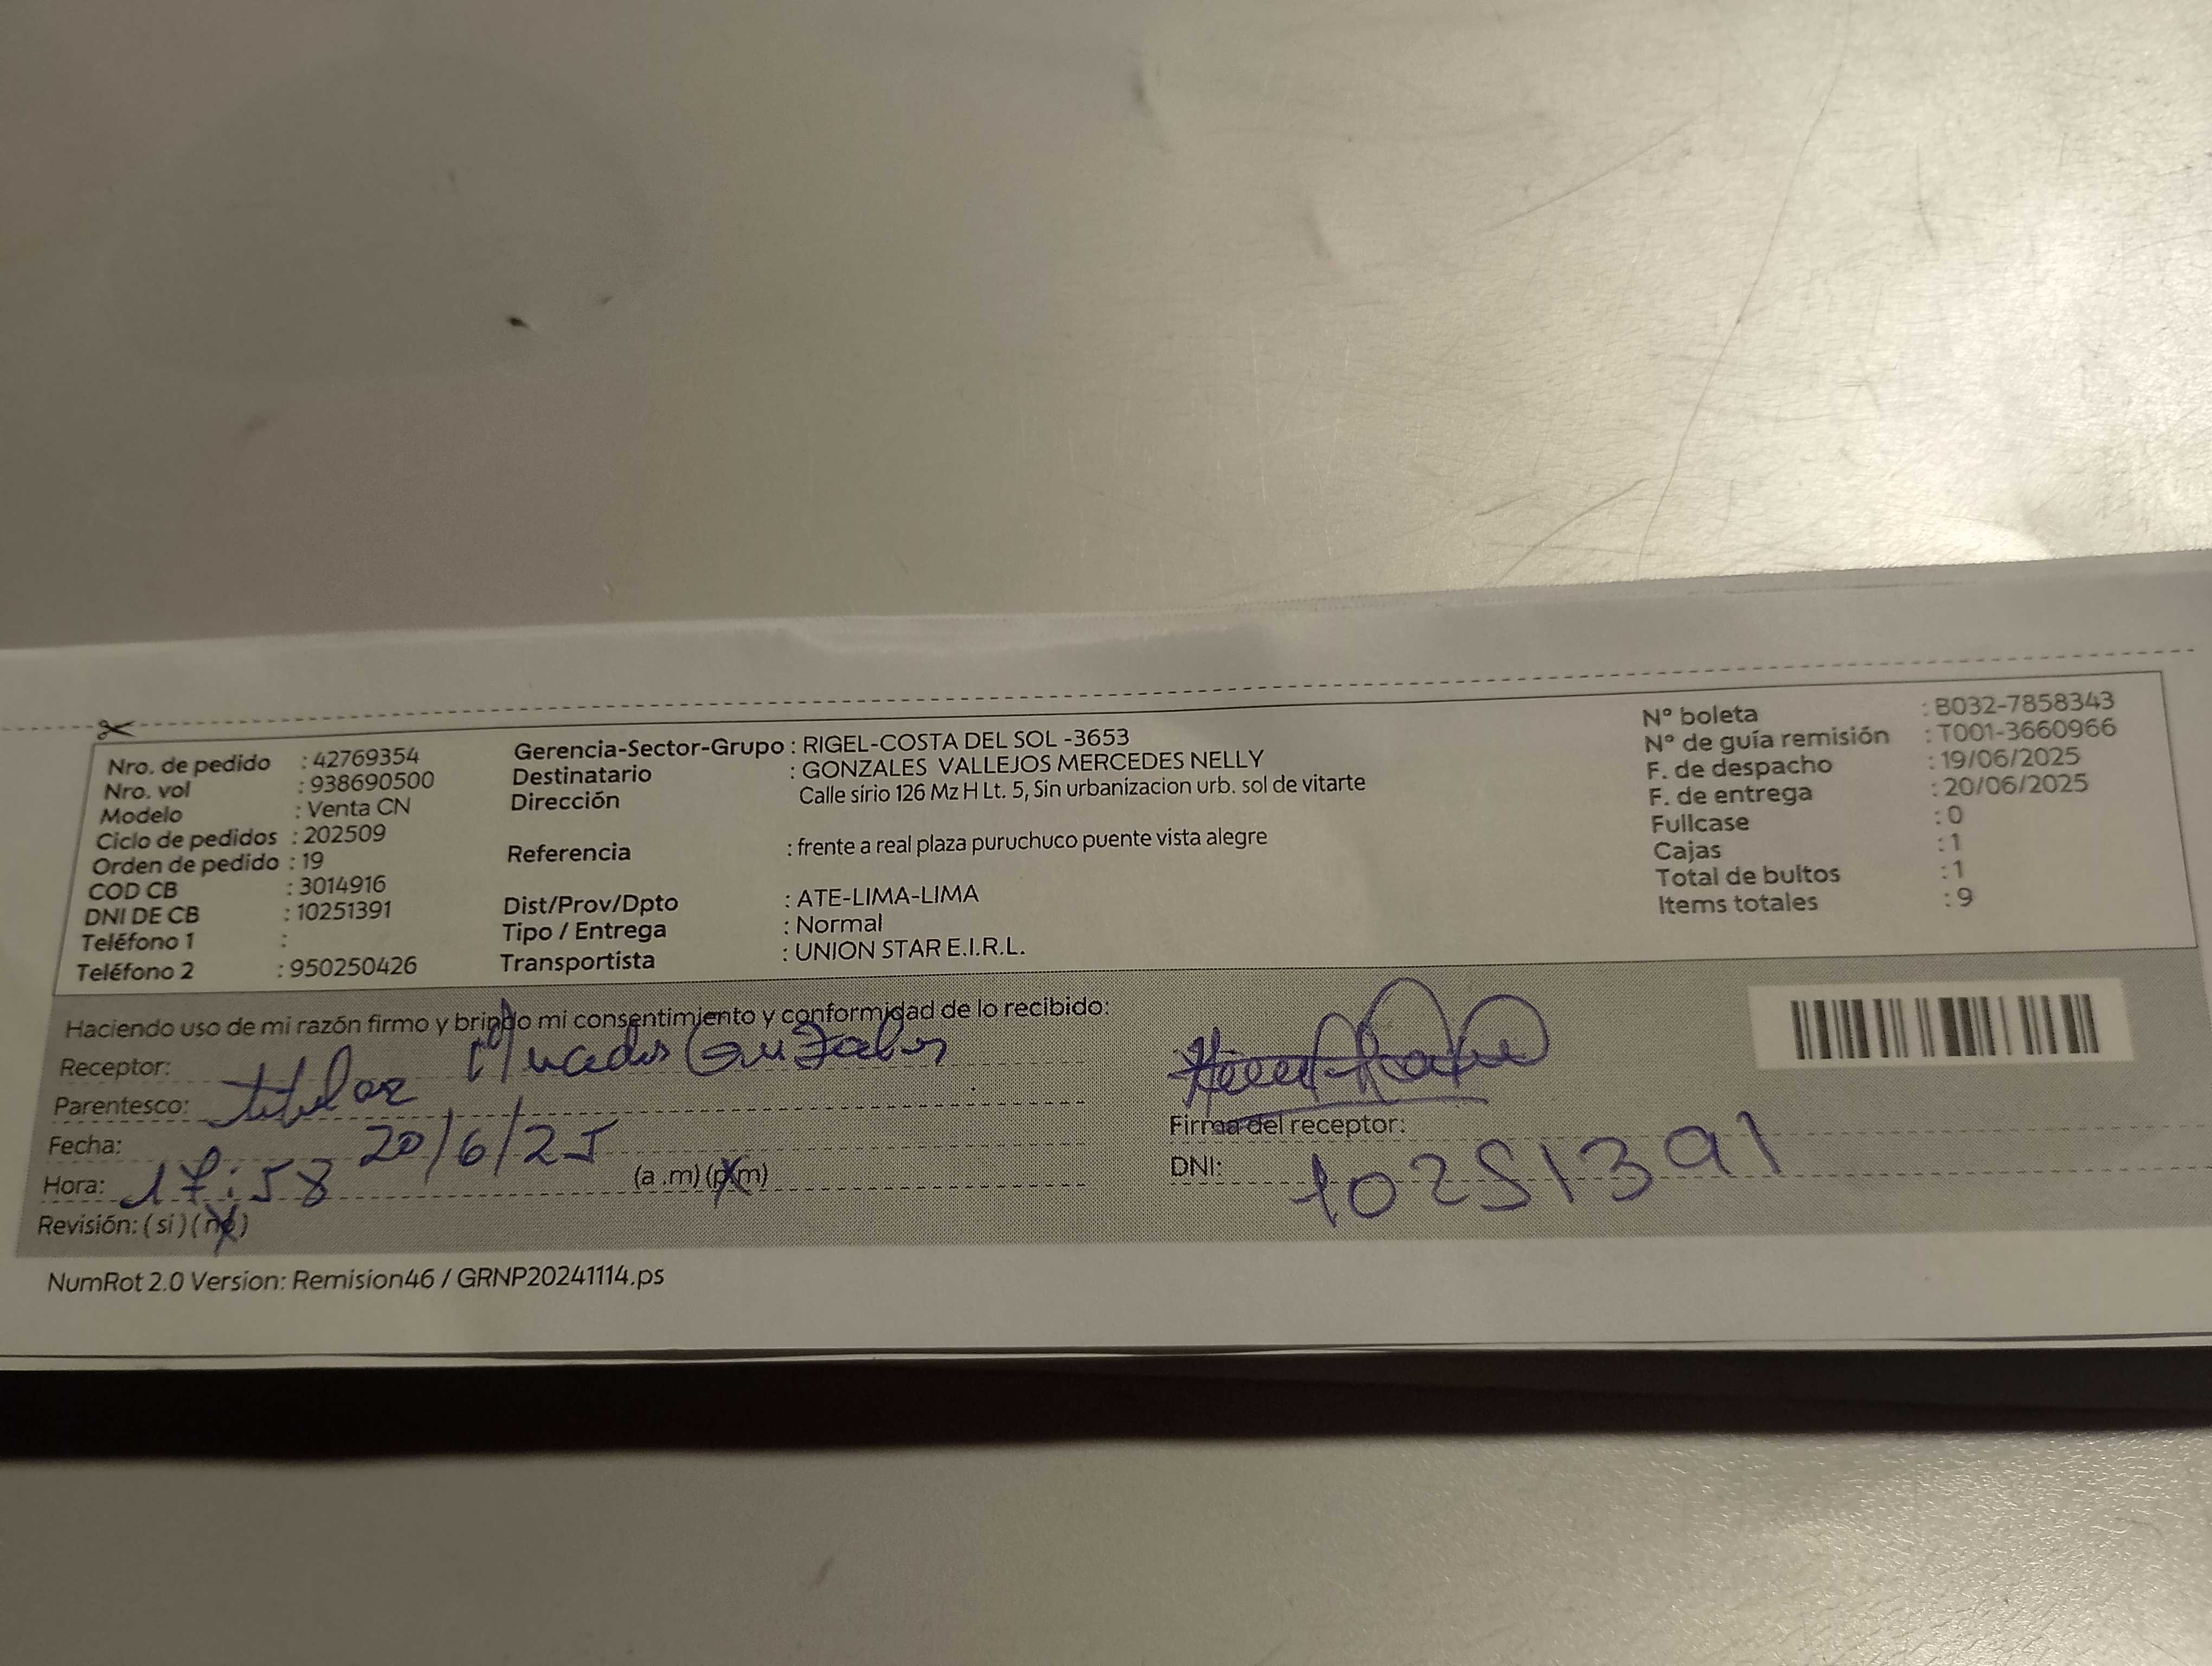 Nro. de pedido : 42769354
Nro. vol : 938690500
Modelo : Venta CN
Ciclo de pedidos : 202509
Orden de pedido : 19
COD CB : 3014916
DNI DE CB : 10251391
Teléfono 1 :
Teléfono 2 : 950250426
Gerencia-Sector-Grupo : RIGEL-COSTA DEL SOL -3653
Destinatario : GONZALES VALLEJOS MERCEDES NELLY
Dirección Calle sirio 126 Mz H Lt. 5, Sin urbanizacion urb. sol de vitarte
Referencia : frente a real plaza puruchuco puente vista alegre
Dist/Prov/Dpto : ATE-LIMA-LIMA
Tipo / Entrega : Normal
Transportista : UNION STAR E.I.R.L.
N° boleta : B032-7858343
N° de guía remisión : T001-3660966
F. de despacho : 19/06/2025
F. de entrega : 20/06/2025
Fullcase : 0
Cajas : 1
Total de bultos : 1
Items totales : 9
Haciendo uso de mi razón firmo y brindo mi consentimiento y conformidad de lo recibido:
Receptor: Mercedes Gonzales
Parentesco: titular
Fecha: 20/6/25
Hora: 17:58 (a .m) (p.m)
Revisión: ( si ) ( no )
Firma del receptor:
DNI: 10251391
NumRot 2.0 Version: Remision46 / GRNP20241114.ps